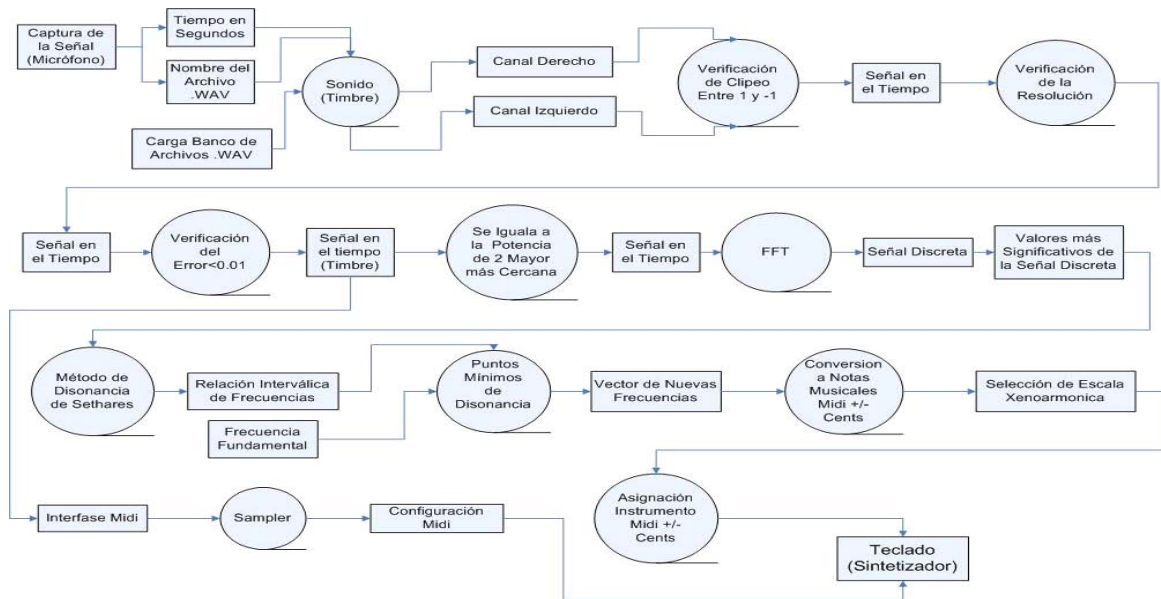 Captura de
la Señal
(Micrófono)
Tiempo en
Segundos
Nombre del
Archivo
.WAV
Carga Banco de
Archivos .WAV
Sonido
(Timbre)
Canal Derecho
Canal Izquierdo
Verificación
de Clipeo
Entre 1 y -1
Señal en
el Tiempo
Verificación
de la
Resolución
Señal en
el Tiempo
Verificación
del
Error<0.01
Señal en
el tiempo
(Timbre)
Se Iguala a
la Potencia
de 2 Mayor
más Cercana
Señal en
el Tiempo
FFT
Señal Discreta
Valores más
Significativos de
la Señal Discreta
Método de
Disonancia
de Sethares
Relación Interválica
de Frecuencias
Frecuencia
Fundamental
Puntos
Mínimos
de
Disonancia
Vector de Nuevas
Frecuencias
Conversion
a Notas
Musicales
Midi +/-
Cents
Selección de Escala
Xenoarmonica
Interfase Midi
Sampler
Configuración
Midi
Asignación
Instrumento
Midi +/-
Cents
Teclado
(Sintetizador)